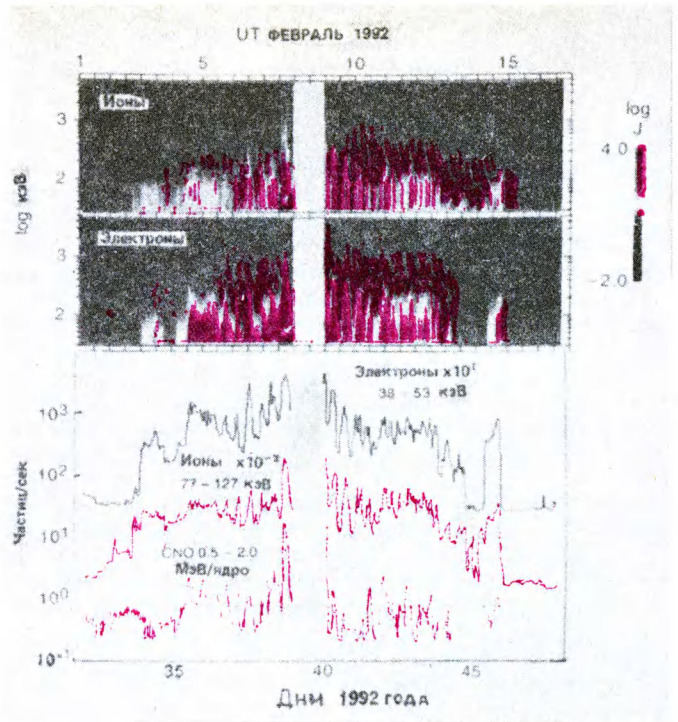 UT ФЕВРАЛЬ 1992
1 5 10 15
Ионы
3
2
log кэВ
Электроны
3
2
log
J
4.0
-2.0
Электроны x10¹
38 - 53 кэВ
10³
Ионы
77 - 127 КэВ
10²
Частиц/сек
10¹
CNO 0.5 - 2.0
МэВ/ядро
10⁰
10⁻¹
35 40 45
Дни 1992 года